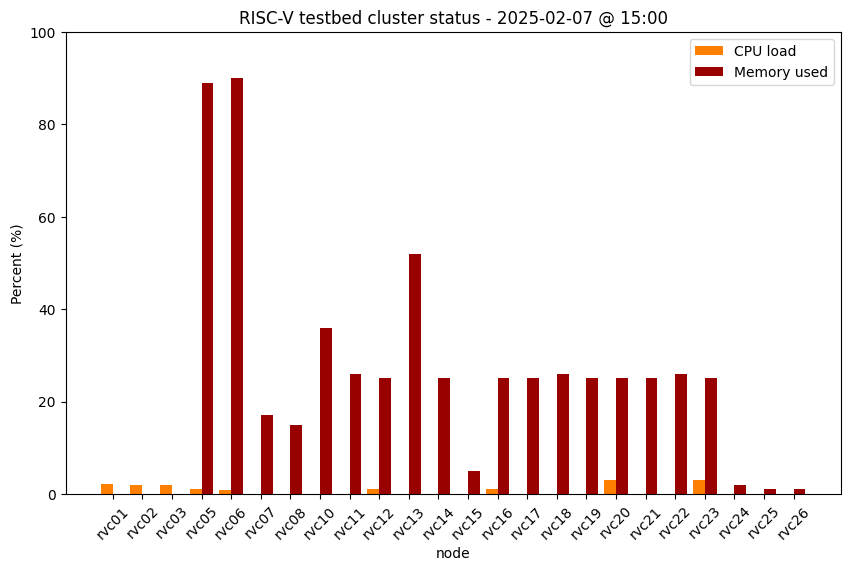 RISC-V testbed cluster status - 2025-02-07 @ 15:00
CPU load
Memory used
Percent (%)
100
80
60
40
20
0
rvc01
rvc02
rvc03
rvc05
rvc06
rvc07
rvc08
rvc10
rvc11
rvc12
rvc13
rvc14
rvc15
rvc16
rvc17
rvc18
rvc19
rvc20
rvc21
rvc22
rvc23
rvc24
rvc25
rvc26
node